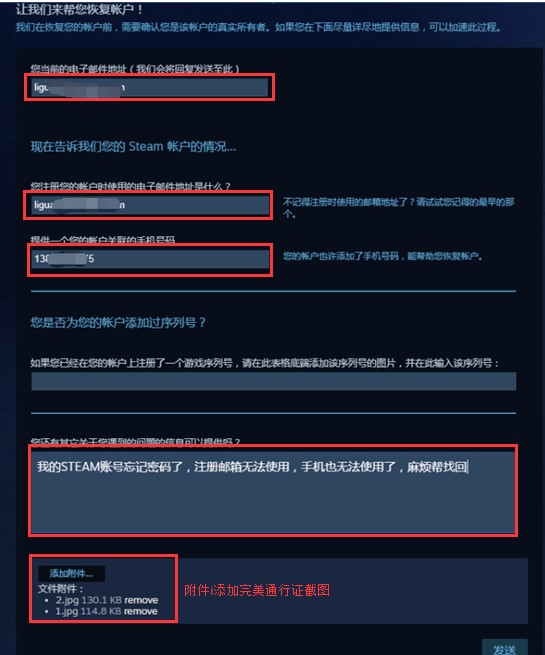 让我们来帮您恢复帐户！
我们在恢复您的帐户前，需要确认您是该帐户的真实所有者。如果您在下面尽量详尽地提供信息，可以加速此过程。
您当前的电子邮件地址（我们会将回复发送至此）
ligu
现在告诉我们您的 Steam 帐户的情况...
您注册您的帐户时使用的电子邮件地址是什么？
ligua
不记得注册时使用的邮箱地址了？请试试您记得的最早的那
个。
提供一个您的帐户关联的手机号码
138 75
您的帐户也许添加了手机号码，能帮助您恢复帐户。
您是否为您的帐户添加过序列号？
如果您已经在您的帐户上注册了一个游戏序列号，请在此表格底端添加该序列号的图片，并在此输入该序列号：
您还有其它关于您遇到的问题的信息可以提供吗？
我的STEAM账号忘记密码了，注册邮箱无法使用，手机也无法使用了，麻烦帮找回
添加附件...
文件附件：
• 2.jpg 130.1 KB remove
• 1.jpg 114.8 KB remove
附件i添加完美通行证截图
发送